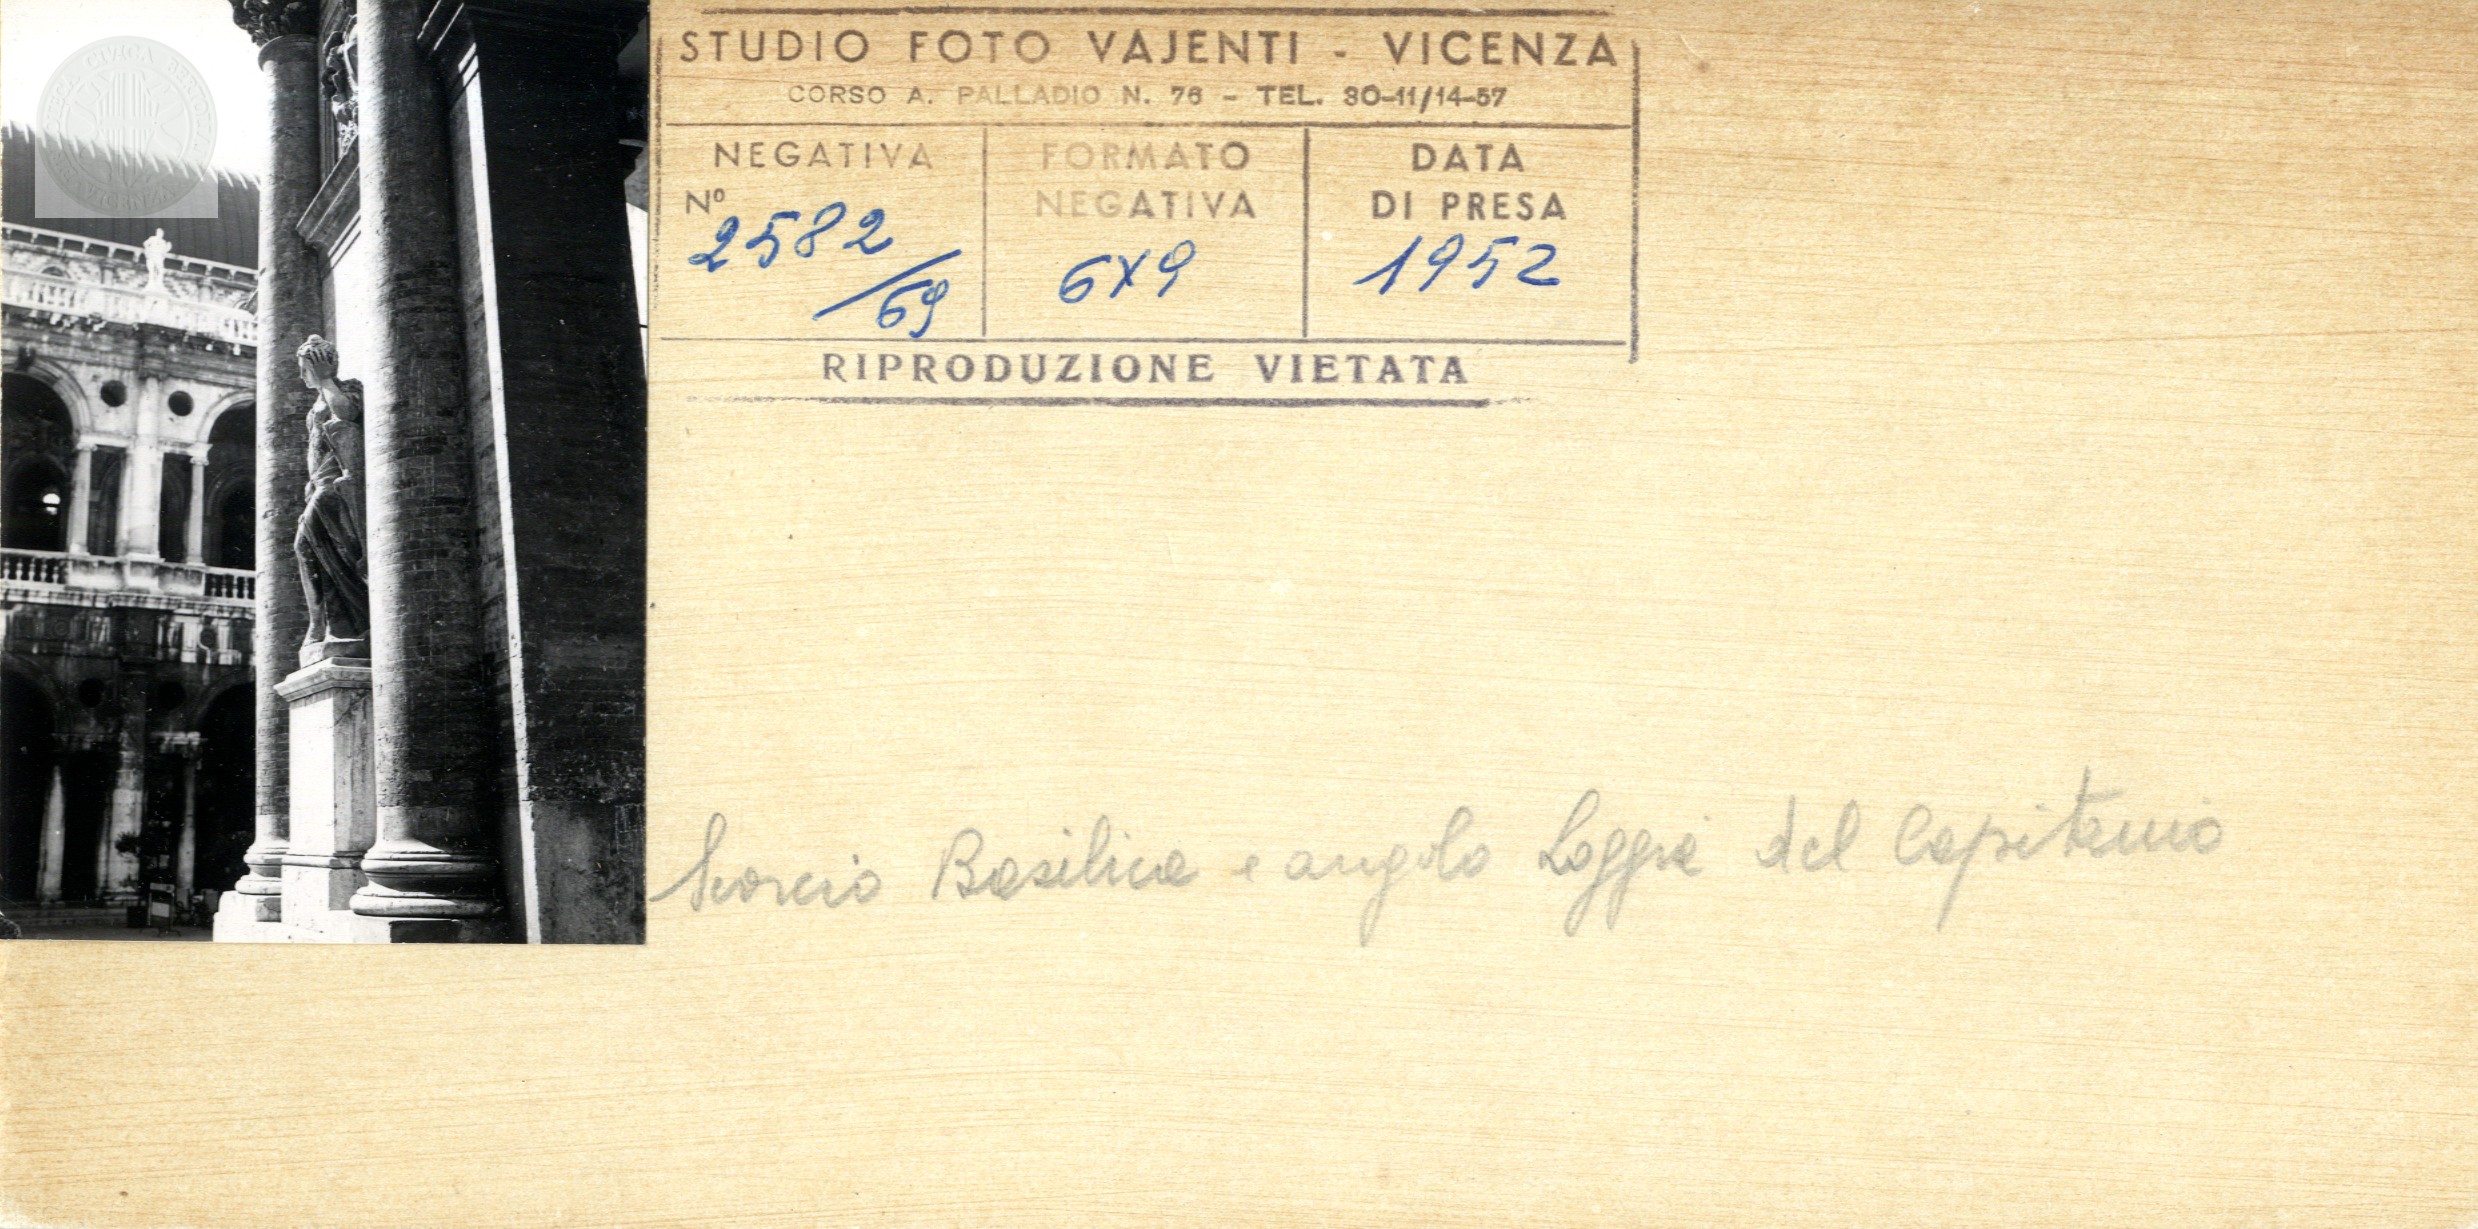 STUDIO FOTO VAJENTI - VICENZA
CORSO A. PALLADIO N. 76 - TEL. 30-11/14-57
NEGATIVA
Nº
2582
/69
FORMATO
NEGATIVA
6x9
DATA
DI PRESA
1952
RIPRODUZIONE VIETATA
Scorcio Basilica e angolo Loggia del Capitanio